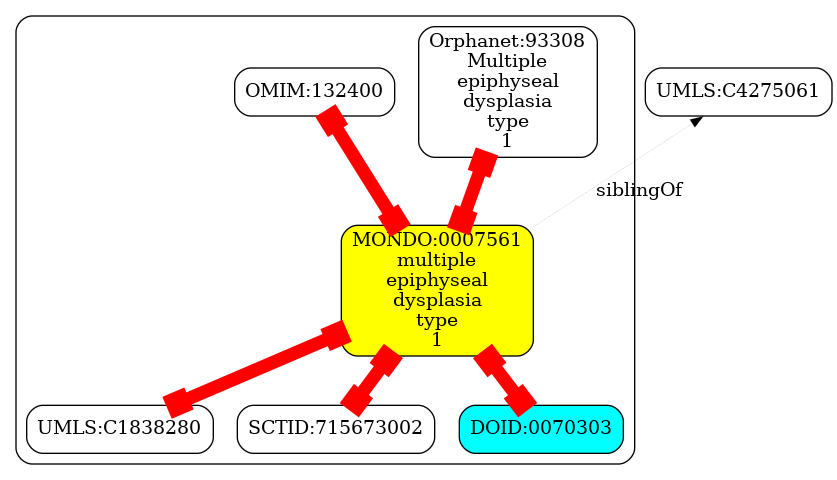 Orphanet:93308
Multiple
epiphyseal
dysplasia
type
1
OMIM:132400
UMLS:C4275061
siblingOf
MONDO:0007561
multiple
epiphyseal
dysplasia
type
1
UMLS:C1838280
SCTID:715673002
DOID:0070303